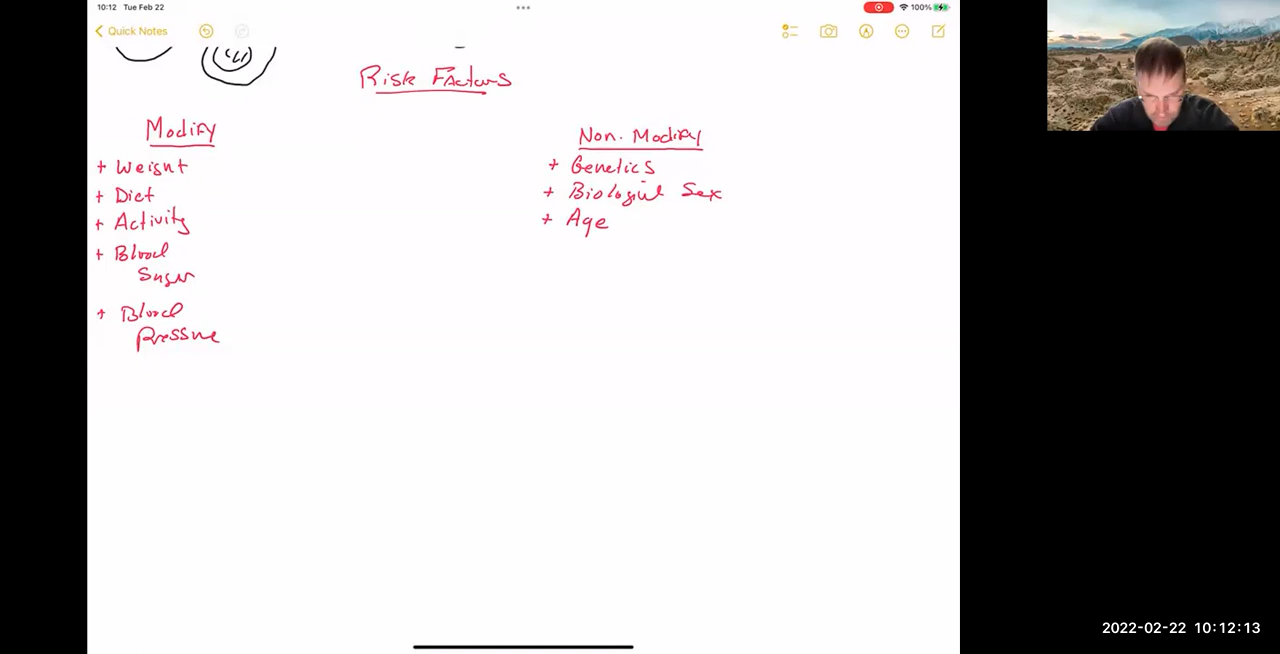 10:12 Tue Feb 22
100%
Quick Notes
Risk Factors
Modify
+ Weight
+ Diet
+ Activity
+ Blood
Sugar
+ Blood
Pressure
Non. Modify
+ Genetics
+ Biologicl Sex
+ Age
2022-02-22 10:12:13